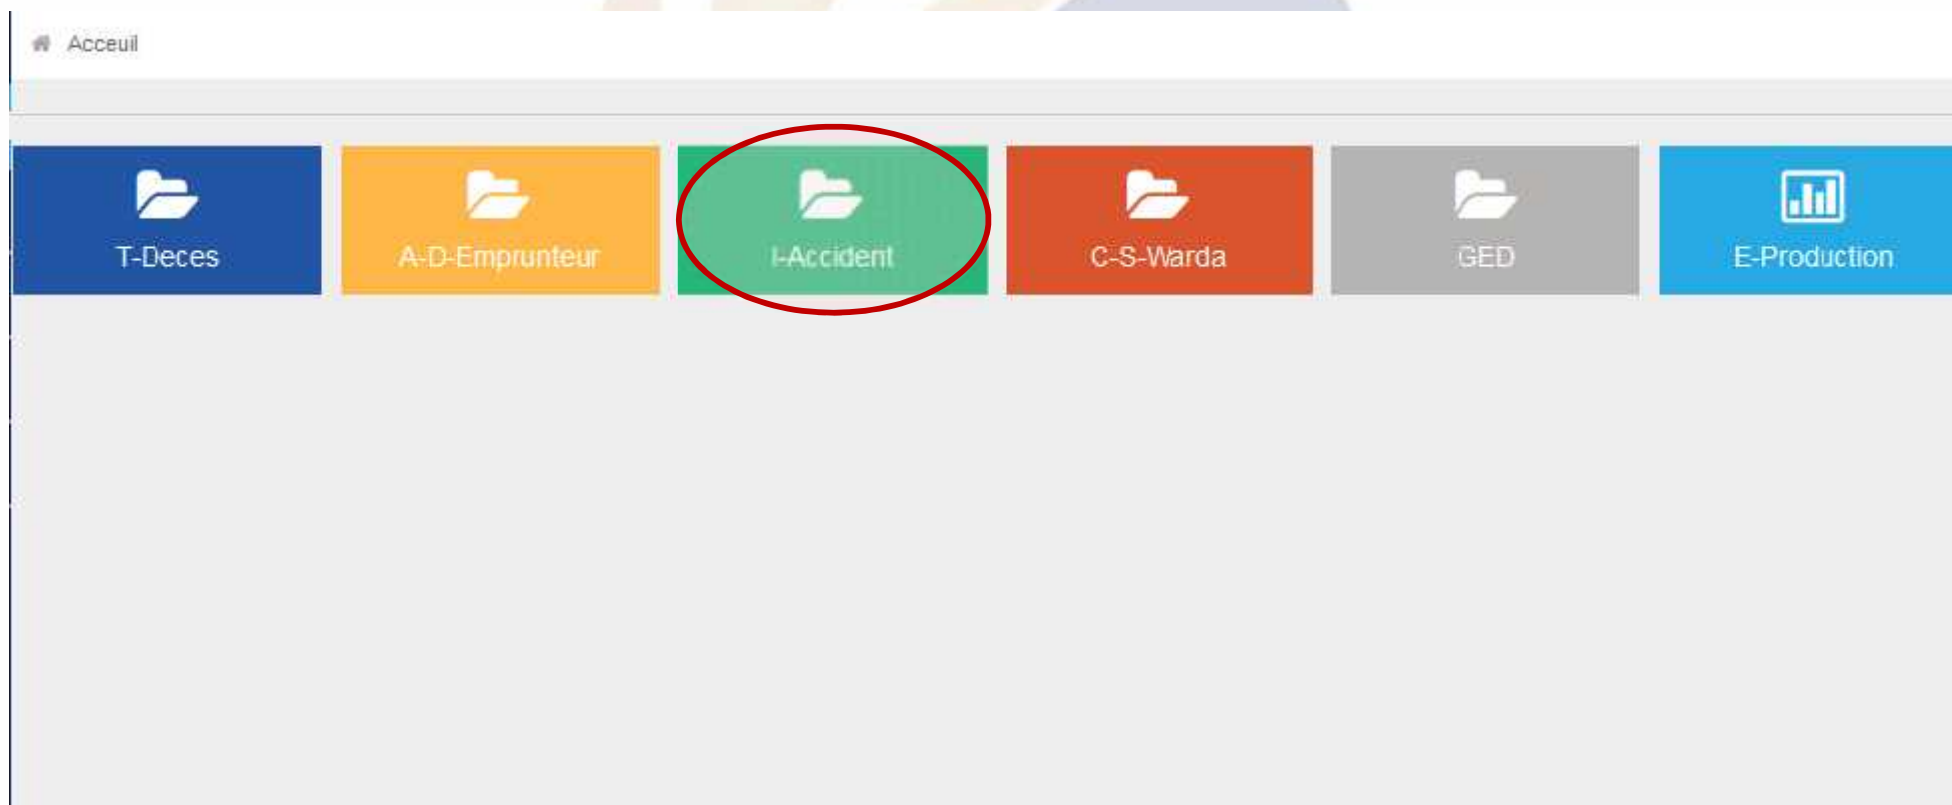 Acceuil
T-Deces
A-D-Emprunteur
I-Accident
C-S-Warda
GED
E-Production